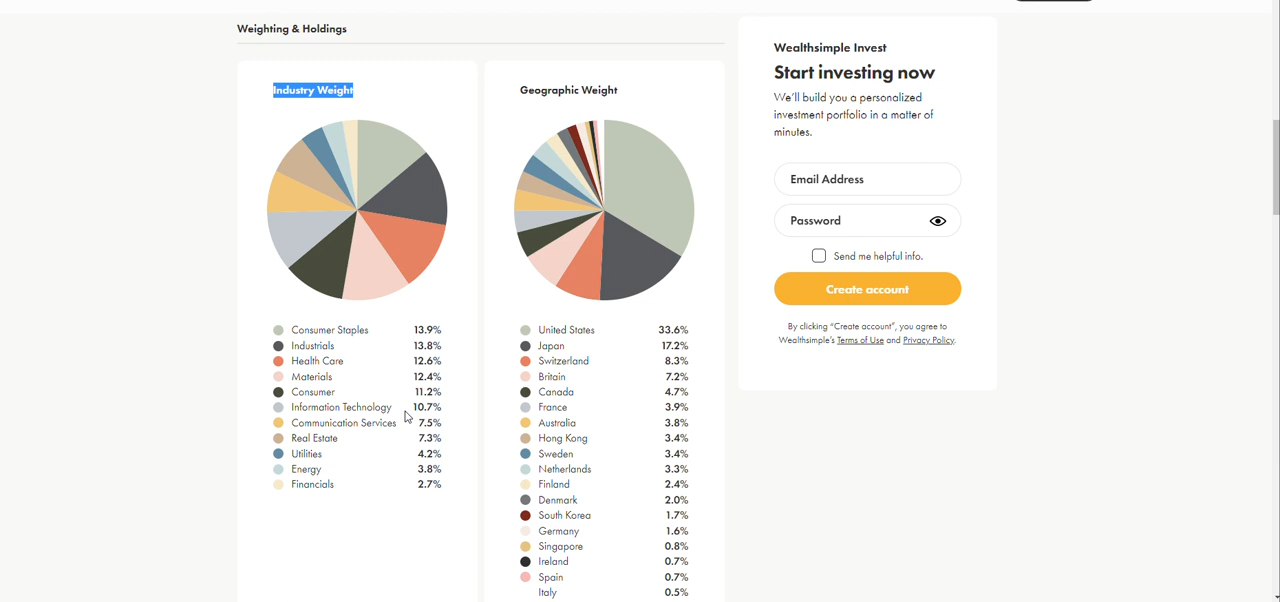 Weighting & Holdings
Industry Weight
Consumer Staples 13.9%
Industrials 13.8%
Health Care 12.6%
Materials 12.4%
Consumer 11.2%
Information Technology 10.7%
Communication Services 7.5%
Real Estate 7.3%
Utilities 4.2%
Energy 3.8%
Financials 2.7%
Geographic Weight
United States 33.6%
Japan 17.2%
Switzerland 8.3%
Britain 7.2%
Canada 4.7%
France 3.9%
Australia 3.8%
Hong Kong 3.4%
Sweden 3.4%
Netherlands 3.3%
Finland 2.4%
Denmark 2.0%
South Korea 1.7%
Germany 1.6%
Singapore 0.8%
Ireland 0.7%
Spain 0.7%
Italy 0.5%
Wealthsimple Invest
Start investing now
We'll build you a personalized
investment portfolio in a matter of
minutes.
Email Address
Password
Send me helpful info.
Create account
By clicking "Create account", you agree to
Wealthsimple's Terms of Use and Privacy Policy.